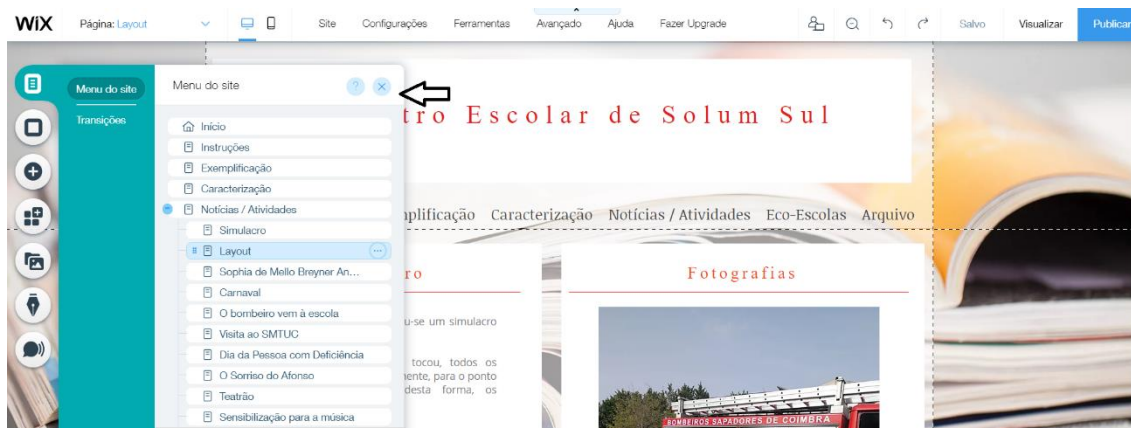 WiX Página: Layout Site Configurações Ferramentas Avançado Ajuda Fazer Upgrade Salvo Visualizar Publicar
Menu do site
Transições
Menu do site ?
Início
Instruções
Exemplificação
Caracterização
Notícias / Atividades
Simulacro
Layout
Sophia de Mello Breyner An...
Carnaval
O bombeiro vem à escola
Visita ao SMTUC
Dia da Pessoa com Deficiência
O Sorriso do Afonso
Teatrão
Sensibilização para a música
tro Escolar de Solum Sul
mplificação Caracterização Notícias / Atividades Eco-Escolas Arquivo
ro
u-se um simulacro
tocou, todos os
ente, para o ponto
desta forma, os
Fotografias
BOMBEIROS SAPADORES DE COIMBRA